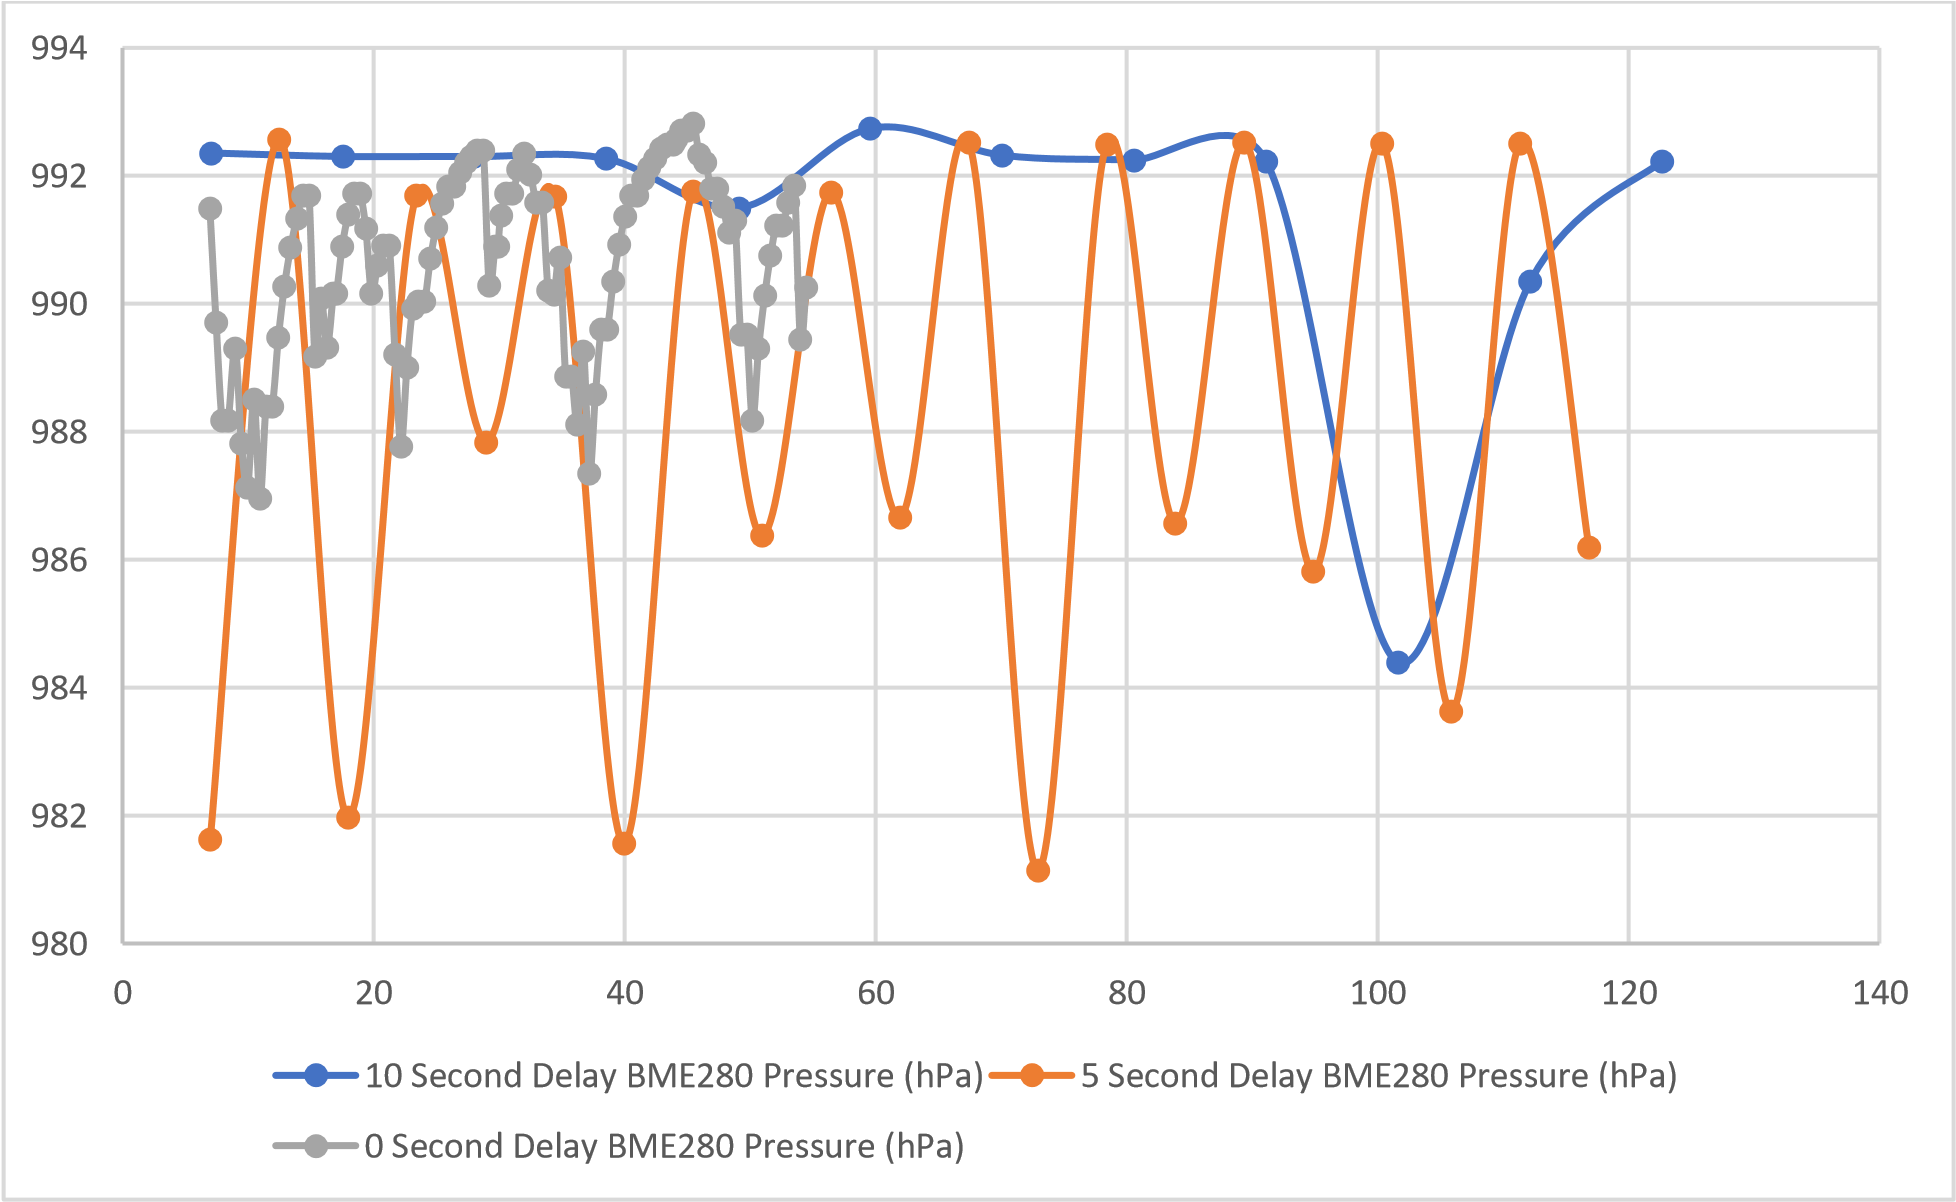 994
992
990
988
986
984
982
980
0 20 40 60 80 100 120 140
10 Second Delay BME280 Pressure (hPa) 5 Second Delay BME280 Pressure (hPa)
0 Second Delay BME280 Pressure (hPa)